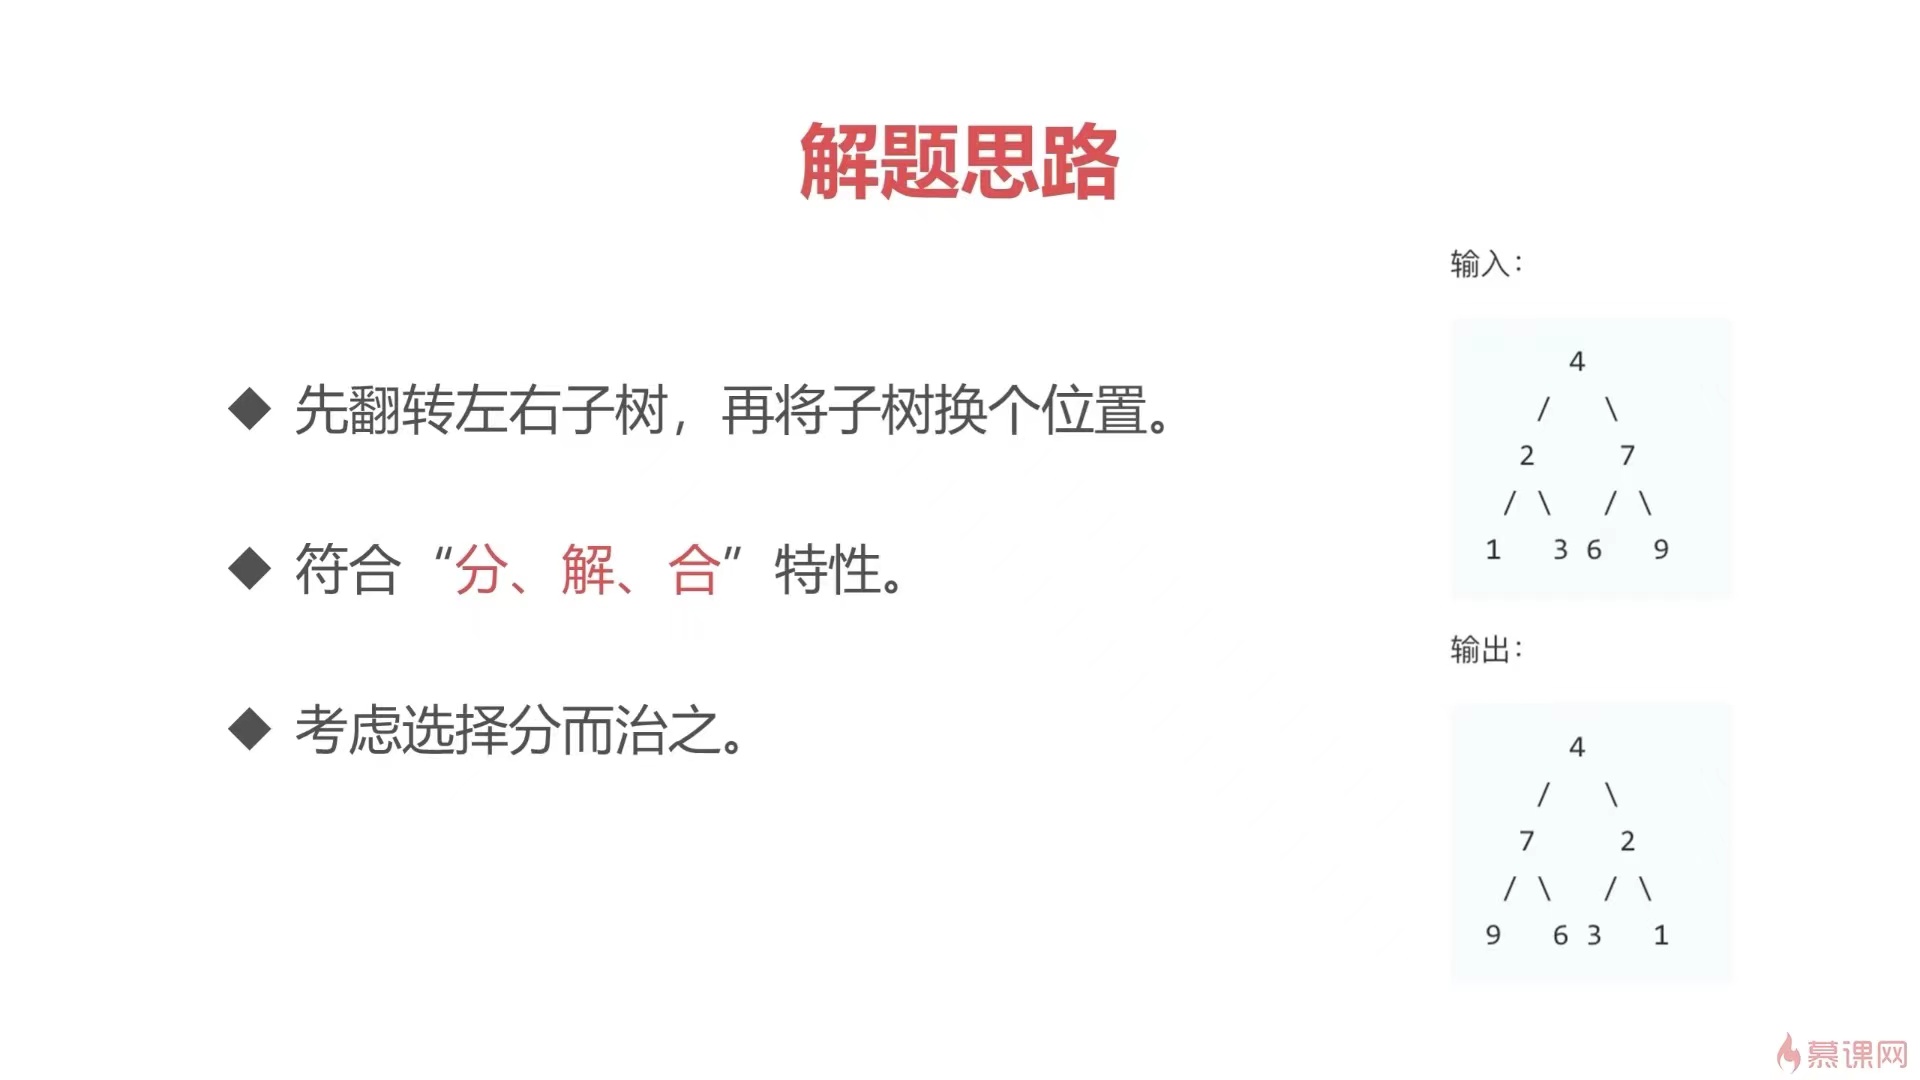 解题思路
◆ 先翻转左右子树，再将子树换个位置。
◆ 符合“分、解、合”特性。
◆ 考虑选择分而治之。
输入：
4
/ \
2 7
/ \ / \
1 3 6 9
输出：
4
/ \
7 2
/ \ / \
9 6 3 1
慕课网